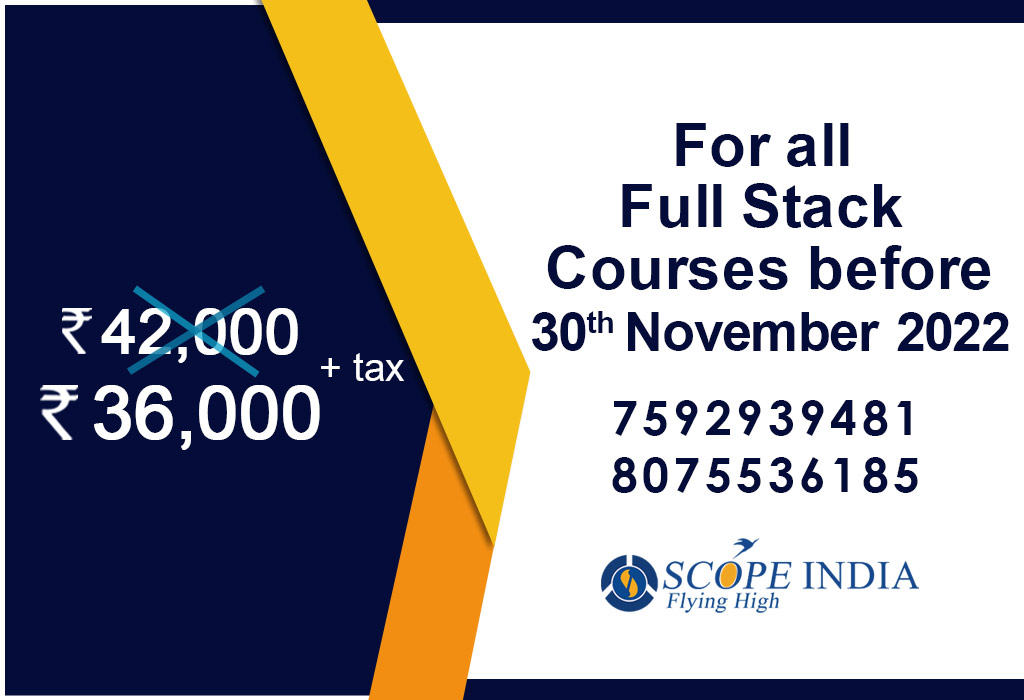 ₹ 42,000
₹ 36,000
+ tax
For all
Full Stack
Courses before
30th November 2022
7592939481
8075536185
SCOPE INDIA
Flying High